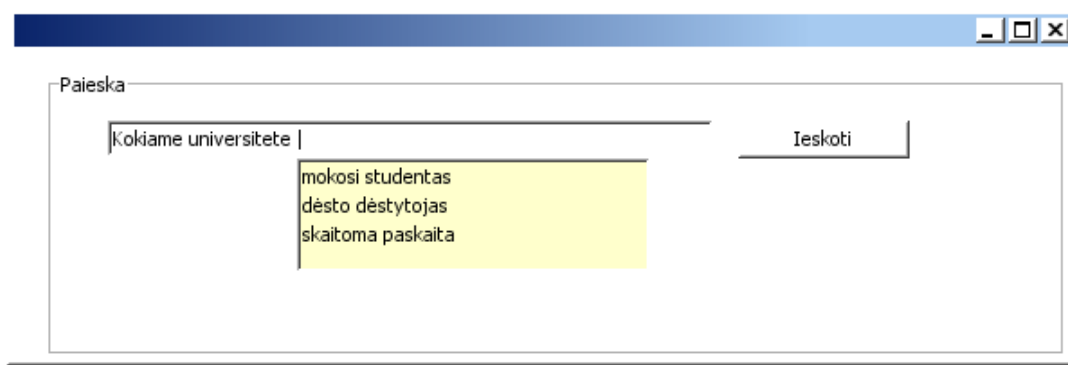 Paieska
Kokiame universitete
Ieskoti
mokosi studentas
dėsto dėstytojas
skaitoma paskaita